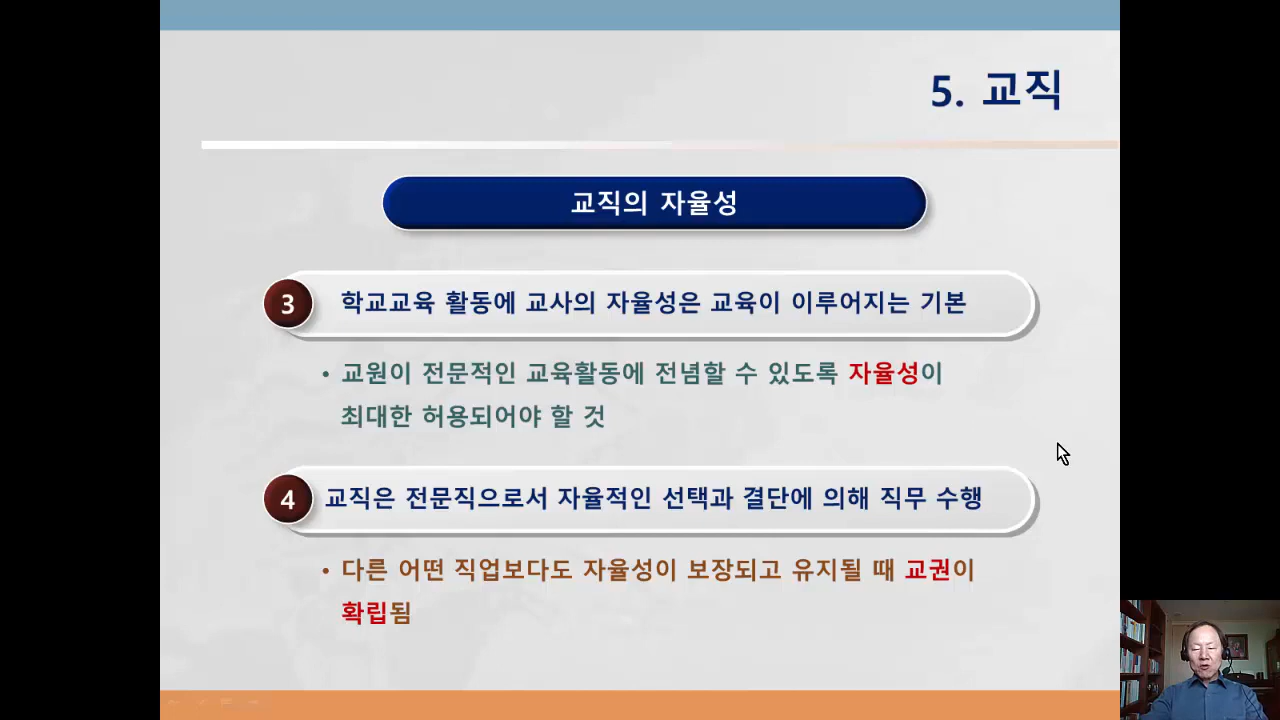 5. 교직
교직의 자율성
3 학교교육 활동에 교사의 자율성은 교육이 이루어지는 기본
• 교원이 전문적인 교육활동에 전념할 수 있도록 자율성이
최대한 허용되어야 할 것
4 교직은 전문직으로서 자율적인 선택과 결단에 의해 직무 수행
• 다른 어떤 직업보다도 자율성이 보장되고 유지될 때 교권이
확립됨